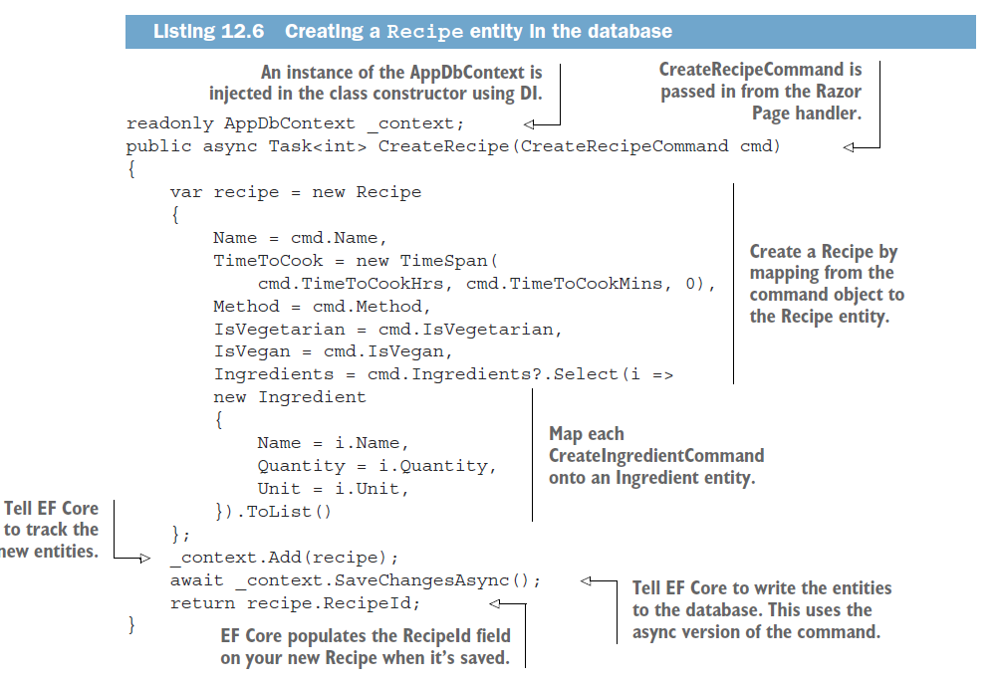 Listing 12.6 Creating a Recipe entity in the database
An instance of the AppDbContext is
injected in the class constructor using DI.
CreateRecipeCommand is
passed in from the Razor
Page handler.
readonly AppDbContext _context;
public async Task<int> CreateRecipe(CreateRecipeCommand cmd)
{
var recipe = new Recipe
{
Name = cmd.Name,
TimeToCook = new TimeSpan(
cmd.TimeToCookHrs, cmd.TimeToCookMins, 0),
Method = cmd.Method,
IsVegetarian = cmd.IsVegetarian,
IsVegan = cmd.IsVegan,
Ingredients = cmd.Ingredients?.Select(i =>
Create a Recipe by
mapping from the
command object to
the Recipe entity.
new Ingredient
{
Name = i.Name,
Quantity = i.Quantity,
Unit = i.Unit,
}).ToList()
Map each
CreateIngredientCommand
onto an Ingredient entity.
};
Tell EF Core
to track the
new entities.
_context.Add(recipe);
await _context.SaveChangesAsync();
return recipe.RecipeId;
}
Tell EF Core to write the entities
to the database. This uses the
async version of the command.
EF Core populates the RecipeId field
on your new Recipe when it's saved.